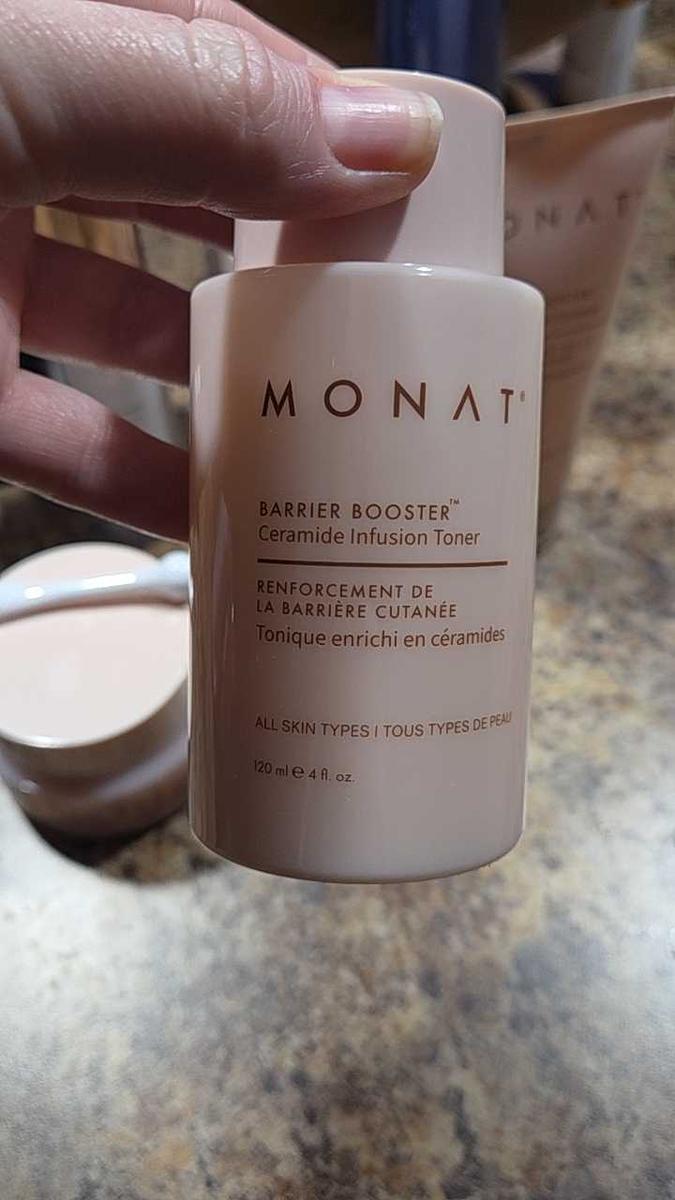 MONAT®
BARRIER BOOSTER™
Ceramide Infusion Toner
RENFORCEMENT DE
LA BARRIÈRE CUTANÉE
Tonique enrichi en céramides
ALL SKIN TYPES | TOUS TYPES DE PEAU
120 ml ℮ 4 fl. oz.